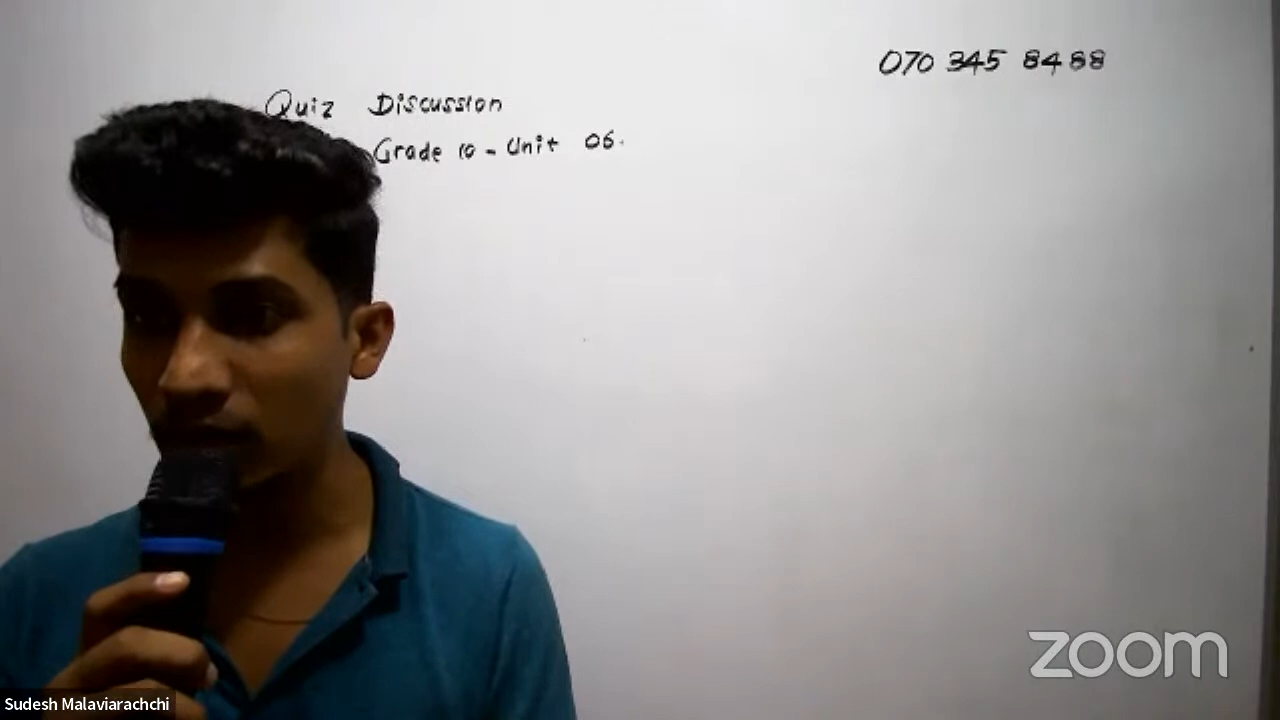 070 345 8488
Quiz Discussion
Grade 10 - Unit 06.
zoom
Sudesh Malaviarachchi